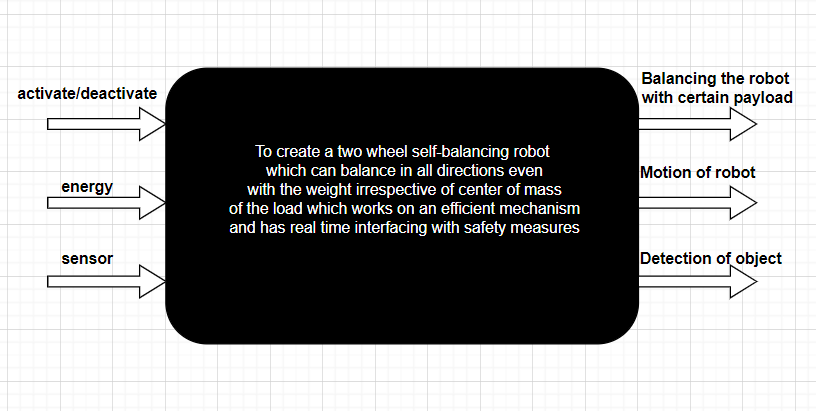 activate/deactivate
energy
sensor
To create a two wheel self-balancing robot
which can balance in all directions even
with the weight irrespective of center of mass
of the load which works on an efficient mechanism
and has real time interfacing with safety measures
Balancing the robot
with certain payload
Motion of robot
Detection of object